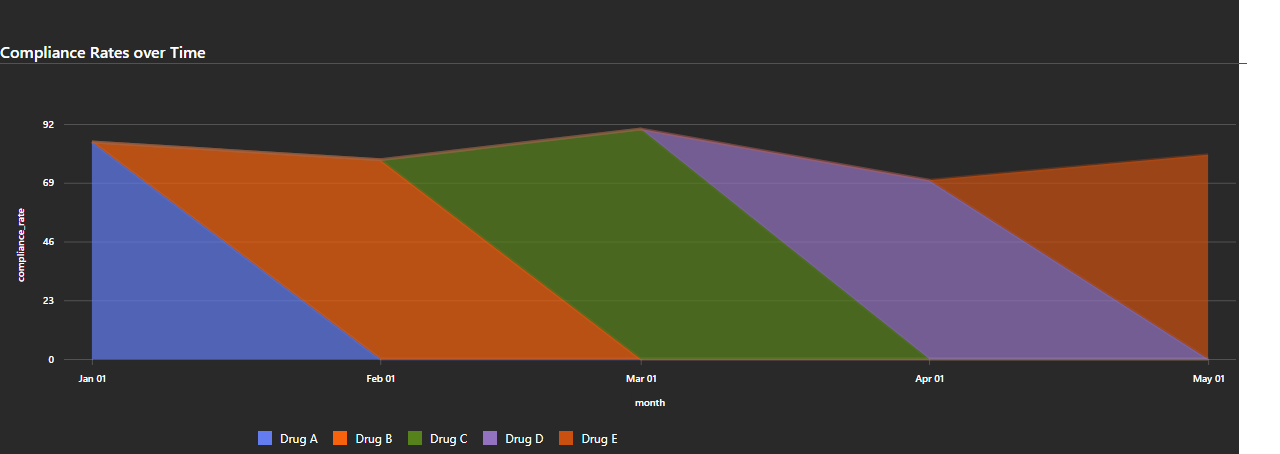 Compliance Rates over Time
92
69
46
23
0
compliance_rate
Jan 01 Feb 01 Mar 01 Apr 01 May 01
month
Drug A Drug B Drug C Drug D Drug E